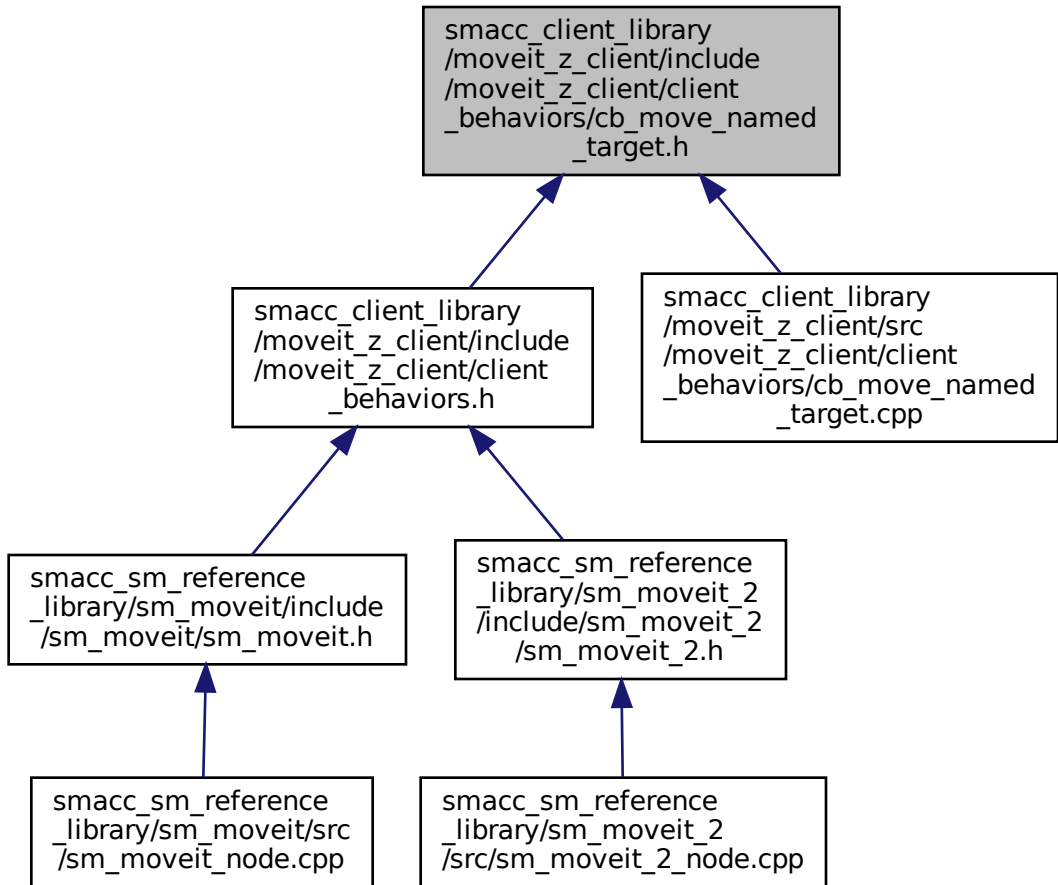 smacc_client_library
/moveit_z_client/include
/moveit_z_client/client
_behaviors/cb_move_named
_target.h
smacc_client_library
/moveit_z_client/include
/moveit_z_client/client
_behaviors.h
smacc_client_library
/moveit_z_client/src
/moveit_z_client/client
_behaviors/cb_move_named
_target.cpp
smacc_sm_reference
_library/sm_moveit/include
/sm_moveit/sm_moveit.h
smacc_sm_reference
_library/sm_moveit_2
/include/sm_moveit_2
/sm_moveit_2.h
smacc_sm_reference
_library/sm_moveit/src
/sm_moveit_node.cpp
smacc_sm_reference
_library/sm_moveit_2
/src/sm_moveit_2_node.cpp